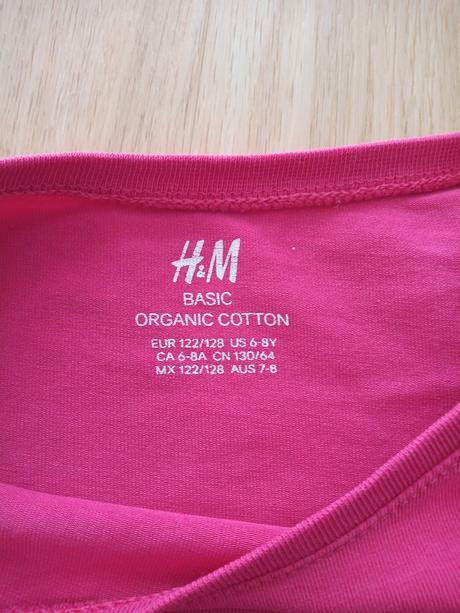 H&M
BASIC
ORGANIC COTTON
EUR 122/128 US 6-8Y
CA 6-8A CN 130/64
MX 122/128 AUS 7-8